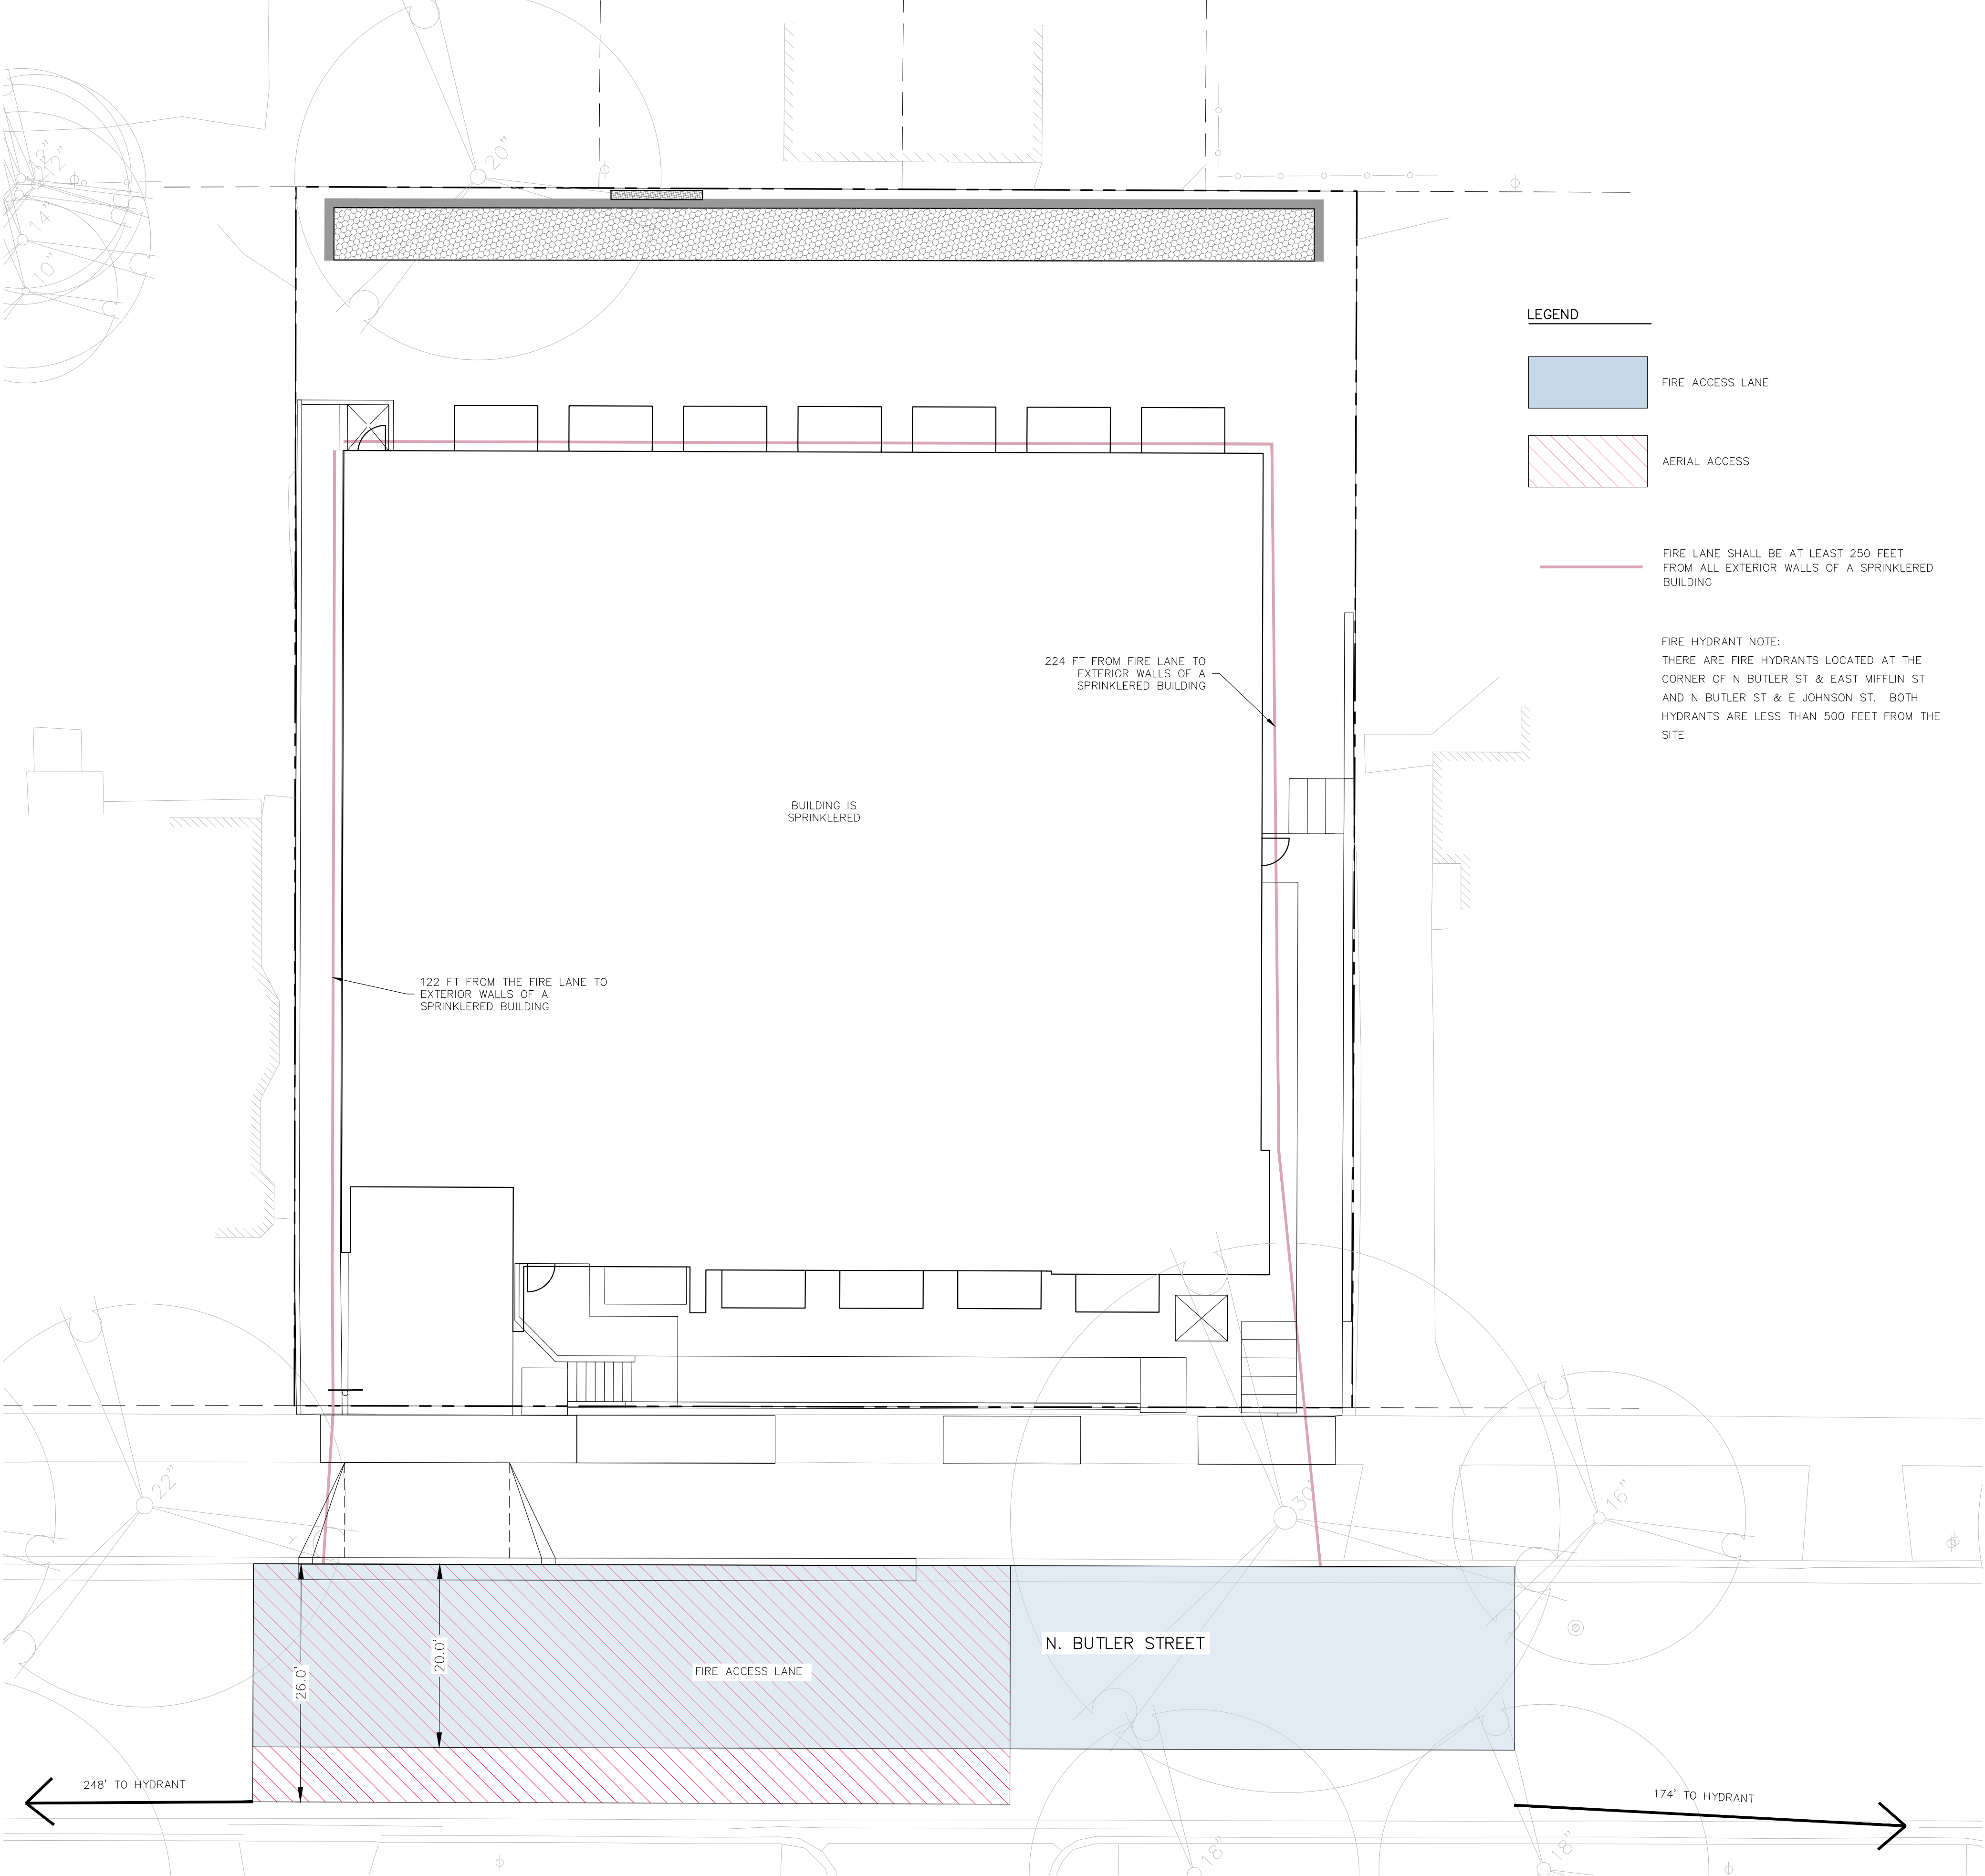 12"
12"
20"
14"
10"
LEGEND
FIRE ACCESS LANE
AERIAL ACCESS
FIRE LANE SHALL BE AT LEAST 250 FEET
FROM ALL EXTERIOR WALLS OF A SPRINKLERED
BUILDING
FIRE HYDRANT NOTE:
THERE ARE FIRE HYDRANTS LOCATED AT THE
CORNER OF N BUTLER ST & EAST MIFFLIN ST
AND N BUTLER ST & E JOHNSON ST. BOTH
HYDRANTS ARE LESS THAN 500 FEET FROM THE
SITE
224 FT FROM FIRE LANE TO
EXTERIOR WALLS OF A
SPRINKLERED BUILDING
BUILDING IS
SPRINKLERED
122 FT FROM THE FIRE LANE TO
EXTERIOR WALLS OF A
SPRINKLERED BUILDING
22"
30"
16"
N. BUTLER STREET
20.0'
FIRE ACCESS LANE
26.0'
248' TO HYDRANT
174' TO HYDRANT
18"
18"